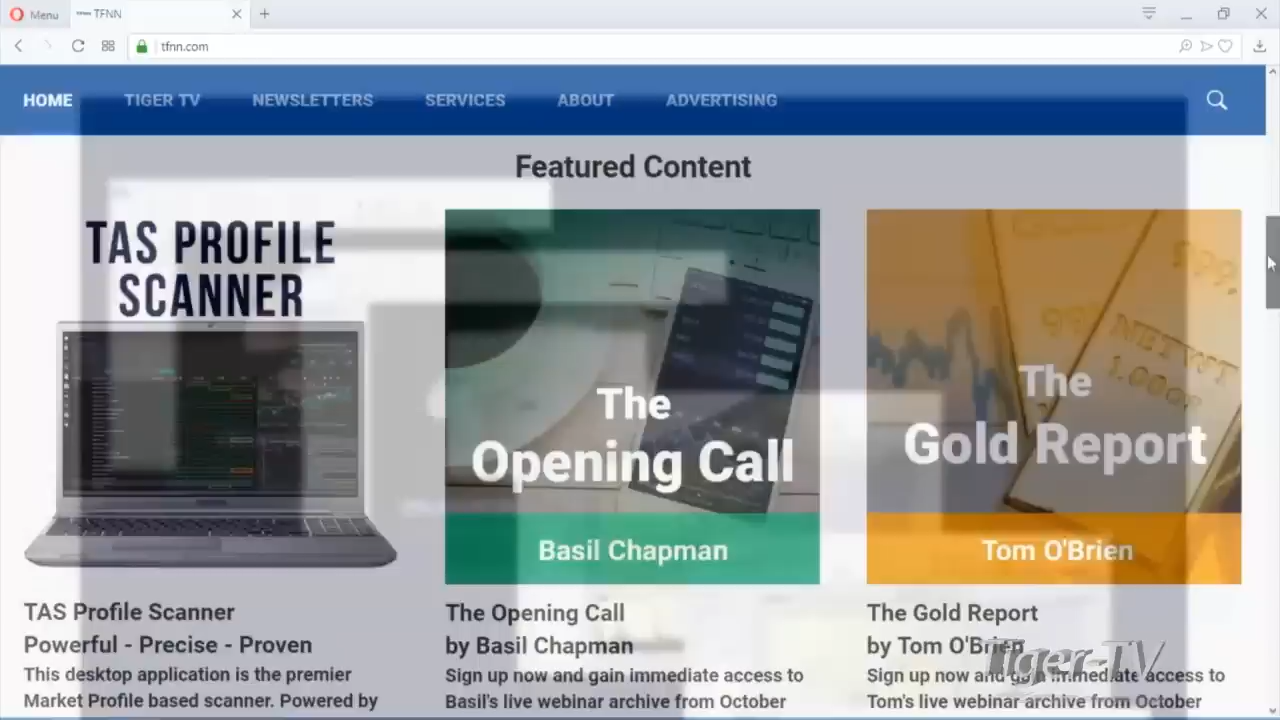 Menu
TFNN
tfnn.com
HOME
TIGER TV
NEWSLETTERS
SERVICES
ABOUT
ADVERTISING
Featured Content
TAS PROFILE
SCANNER
The
Opening Call
Basil Chapman
The
Gold Report
Tom O'Brien
TAS Profile Scanner
Powerful - Precise - Proven
This desktop application is the premier
Market Profile based scanner. Powered by
The Opening Call
by Basil Chapman
Sign up now and gain immediate access to
Basil's live webinar archive from October
The Gold Report
by Tom O'Brien
Sign up now and gain immediate access to
Tom's live webinar archive from October
Tiger-TV